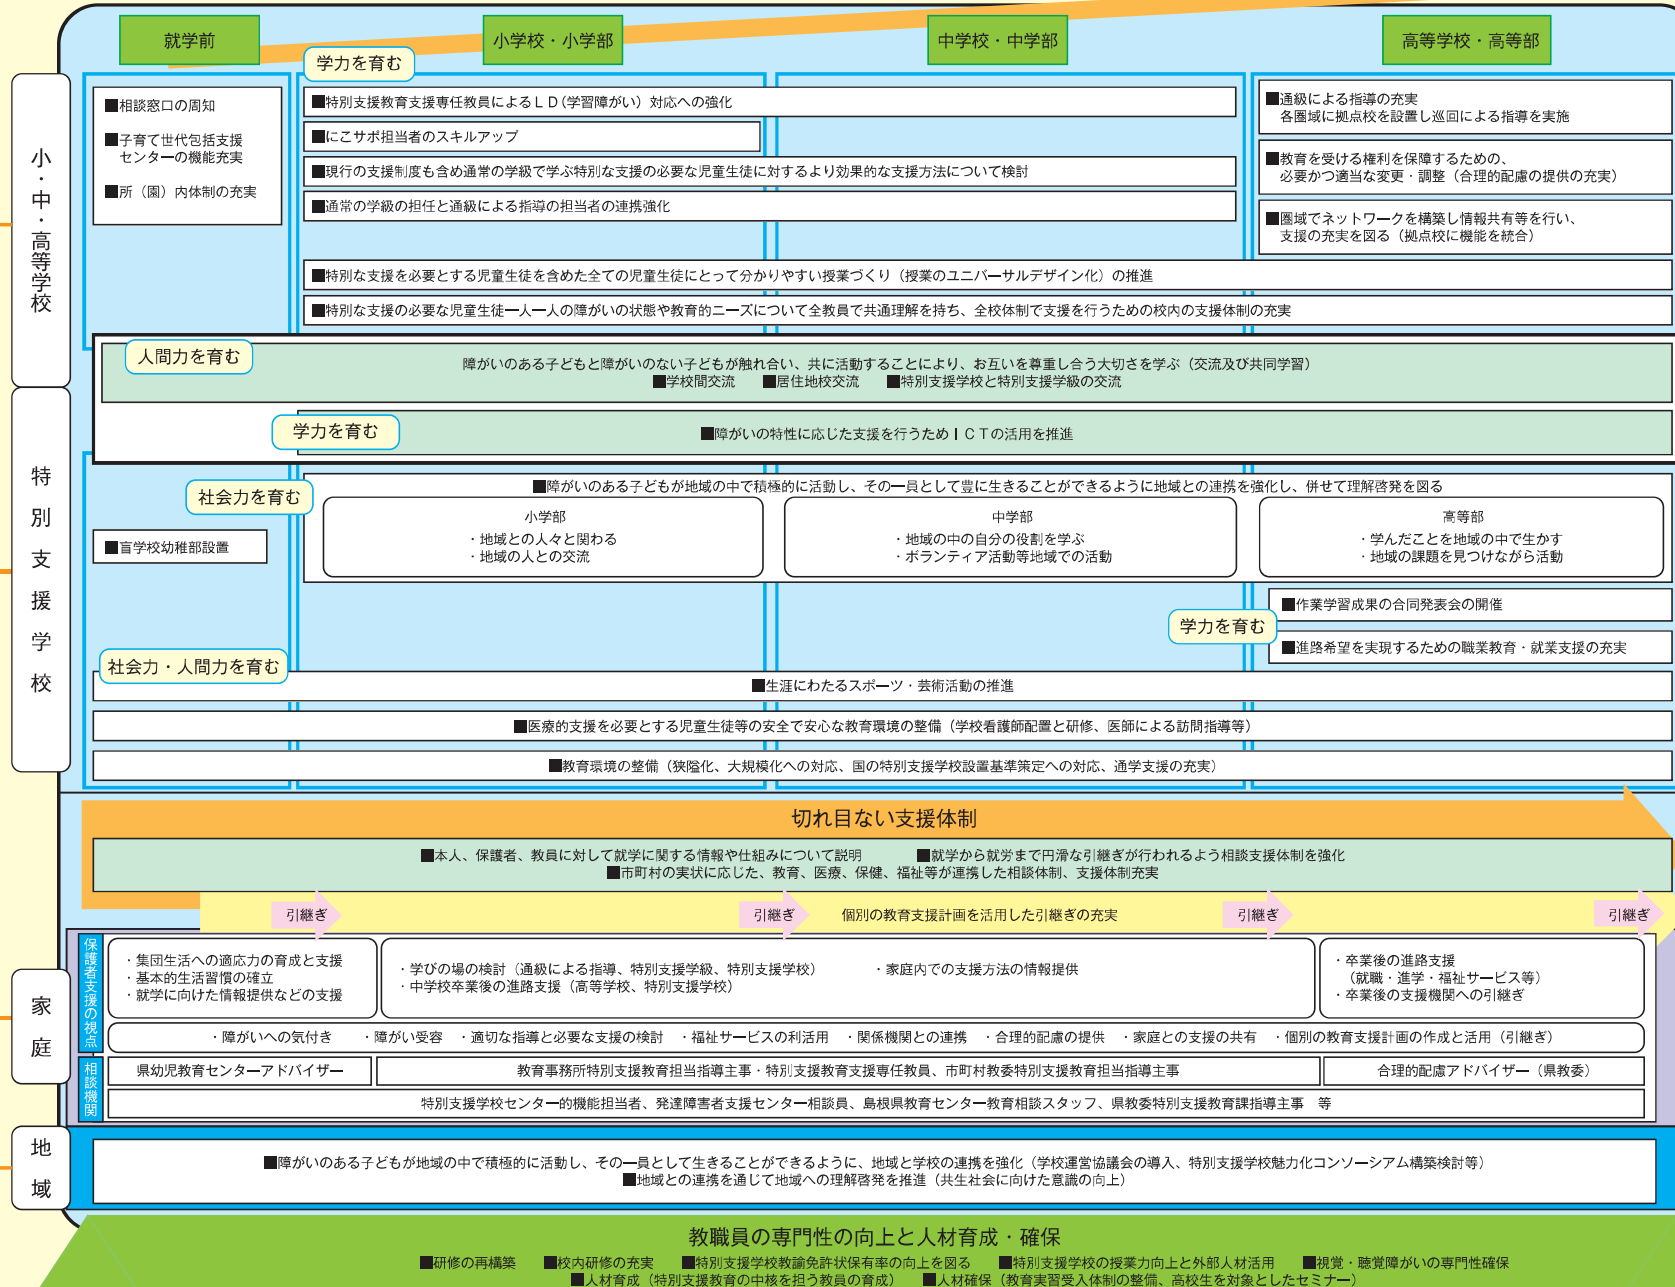 就学前
小学校・小学部
中学校・中学部
高等学校・高等部
小・中・高等学校
学力を育む
■相談窓口の周知
■子育て世代包括支援
センターの機能充実
■所（園）内体制の充実
■特別支援教育支援専任教員によるＬＤ(学習障がい）対応への強化
■にこサポ担当者のスキルアップ
■現行の支援制度も含め通常の学級で学ぶ特別な支援の必要な児童生徒に対するより効果的な支援方法について検討
■通常の学級の担任と通級による指導の担当者の連携強化
■通級による指導の充実
各圏域に拠点校を設置し巡回による指導を実施
■教育を受ける権利を保障するための、
必要かつ適当な変更・調整（合理的配慮の提供の充実）
■圏域でネットワークを構築し情報共有等を行い、
支援の充実を図る（拠点校に機能を統合）
■特別な支援を必要とする児童生徒を含めた全ての児童生徒にとって分かりやすい授業づくり（授業のユニバーサルデザイン化）の推進
■特別な支援の必要な児童生徒一人一人の障がいの状態や教育的ニーズについて全教員で共通理解を持ち、全校体制で支援を行うための校内の支援体制の充実
人間力を育む
障がいのある子どもと障がいのない子どもが触れ合い、共に活動することにより、お互いを尊重し合う大切さを学ぶ（交流及び共同学習）
■学校間交流　■居住地校交流　■特別支援学校と特別支援学級の交流
学力を育む
■障がいの特性に応じた支援を行うためＩＣＴの活用を推進
特別支援学校
社会力を育む
■障がいのある子どもが地域の中で積極的に活動し、その一員として豊に生きることができるように地域との連携を強化し、併せて理解啓発を図る
■盲学校幼稚部設置
小学部
・地域との人々と関わる
・地域の人との交流
中学部
・地域の中の自分の役割を学ぶ
・ボランティア活動等地域での活動
高等部
・学んだことを地域の中で生かす
・地域の課題を見つけながら活動
学力を育む
■作業学習成果の合同発表会の開催
■進路希望を実現するための職業教育・就業支援の充実
社会力・人間力を育む
■生涯にわたるスポーツ・芸術活動の推進
■医療的支援を必要とする児童生徒等の安全で安心な教育環境の整備（学校看護師配置と研修、医師による訪問指導等）
■教育環境の整備（狭隘化、大規模化への対応、国の特別支援学校設置基準策定への対応、通学支援の充実）
切れ目ない支援体制
■本人、保護者、教員に対して就学に関する情報や仕組みについて説明　■就学から就労まで円滑な引継ぎが行われるよう相談支援体制を強化
■市町村の実状に応じた、教育、医療、保健、福祉等が連携した相談体制、支援体制充実
引継ぎ
引継ぎ
個別の教育支援計画を活用した引継ぎの充実
引継ぎ
引継ぎ
家庭
保護者支援の視点
・集団生活への適応力の育成と支援
・基本的生活習慣の確立
・就学に向けた情報提供などの支援
・学びの場の検討（通級による指導、特別支援学級、特別支援学校）　・家庭内での支援方法の情報提供
・中学校卒業後の進路支援（高等学校、特別支援学校）
・卒業後の進路支援
（就職・進学・福祉サービス等）
・卒業後の支援機関への引継ぎ
・障がいへの気付き　・障がい受容　・適切な指導と必要な支援の検討　・福祉サービスの利活用　・関係機関との連携　・合理的配慮の提供　・家庭との支援の共有　・個別の教育支援計画の作成と活用（引継ぎ）
相談機関
県幼児教育センターアドバイザー
教育事務所特別支援教育担当指導主事・特別支援教育支援専任教員、市町村教委特別支援教育担当指導主事
合理的配慮アドバイザー（県教委）
特別支援学校センター的機能担当者、発達障害者支援センター相談員、島根県教育センター教育相談スタッフ、県教委特別支援教育課指導主事　等
地域
■障がいのある子どもが地域の中で積極的に活動し、その一員として生きることができるように、地域と学校の連携を強化（学校運営協議会の導入、特別支援学校魅力化コンソーシアム構築検討等）
■地域との連携を通じて地域への理解啓発を推進（共生社会に向けた意識の向上）
教職員の専門性の向上と人材育成・確保
■研修の再構築　■校内研修の充実　■特別支援学校教諭免許状保有率の向上を図る　■特別支援学校の授業力向上と外部人材活用　■視覚・聴覚障がいの専門性確保
■人材育成（特別支援教育の中核を担う教員の育成）　■人材確保（教育実習受入体制の整備、高校生を対象としたセミナー）